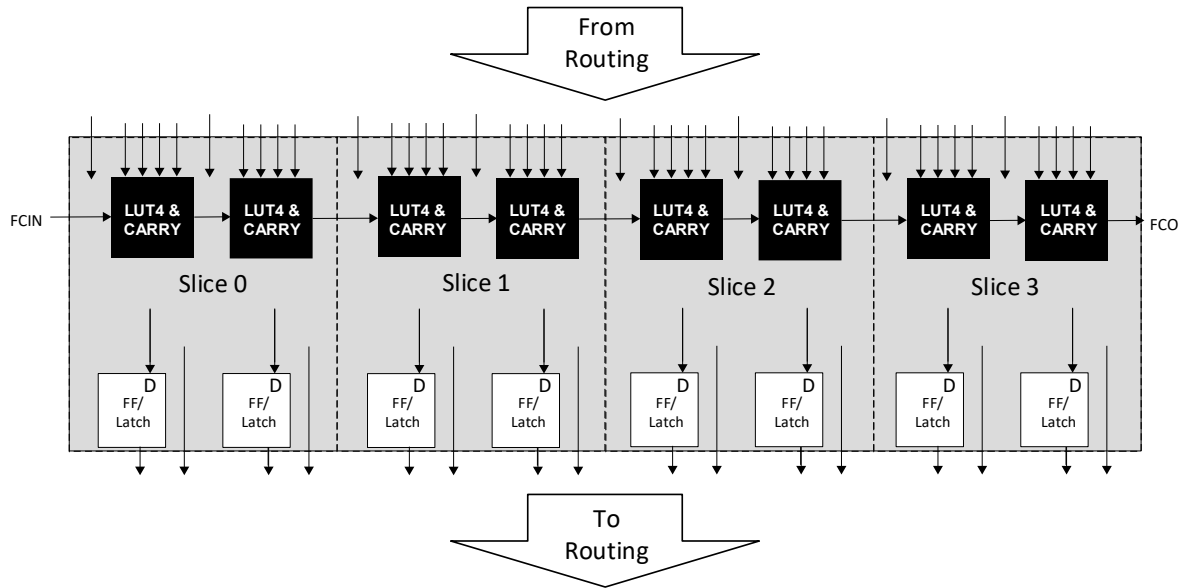 From
Routing
FCIN
LUT4 &
CARRY
LUT4 &
CARRY
LUT4 &
CARRY
LUT4 &
CARRY
LUT4 &
CARRY
LUT4 &
CARRY
LUT4 &
CARRY
LUT4 &
CARRY
FCO
Slice 0
Slice 1
Slice 2
Slice 3
D
FF/
Latch
D
FF/
Latch
D
FF/
Latch
D
FF/
Latch
D
FF/
Latch
D
FF/
Latch
D
FF/
Latch
D
FF/
Latch
To
Routing